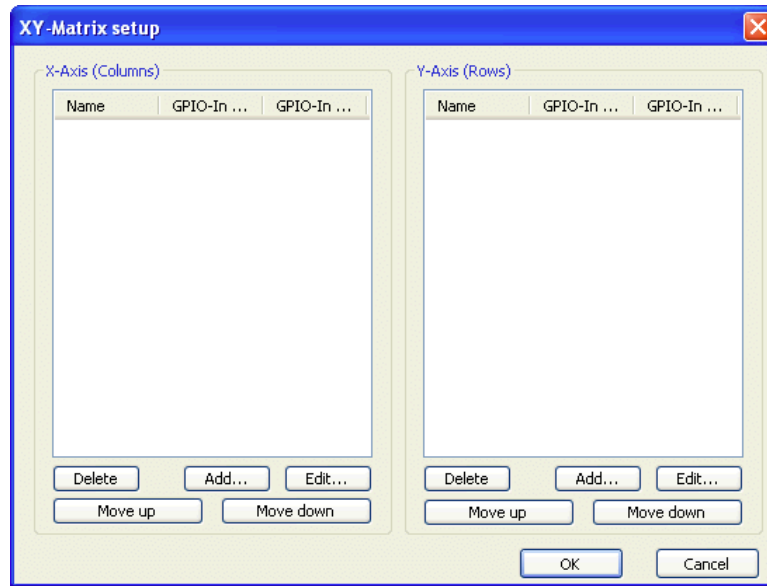 XY-Matrix setup
X-Axis (Columns)
Name GPIO-In ... GPIO-In ...
Delete Add... Edit...
Move up Move down
Y-Axis (Rows)
Name GPIO-In ... GPIO-In ...
Delete Add... Edit...
Move up Move down
OK Cancel